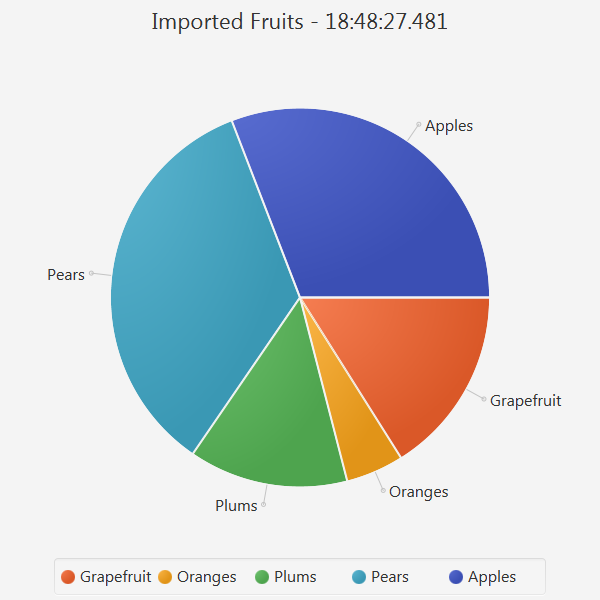 Imported Fruits - 18:48:27.481
Apples
Pears
Grapefruit
Oranges
Plums
Grapefruit Oranges Plums Pears Apples